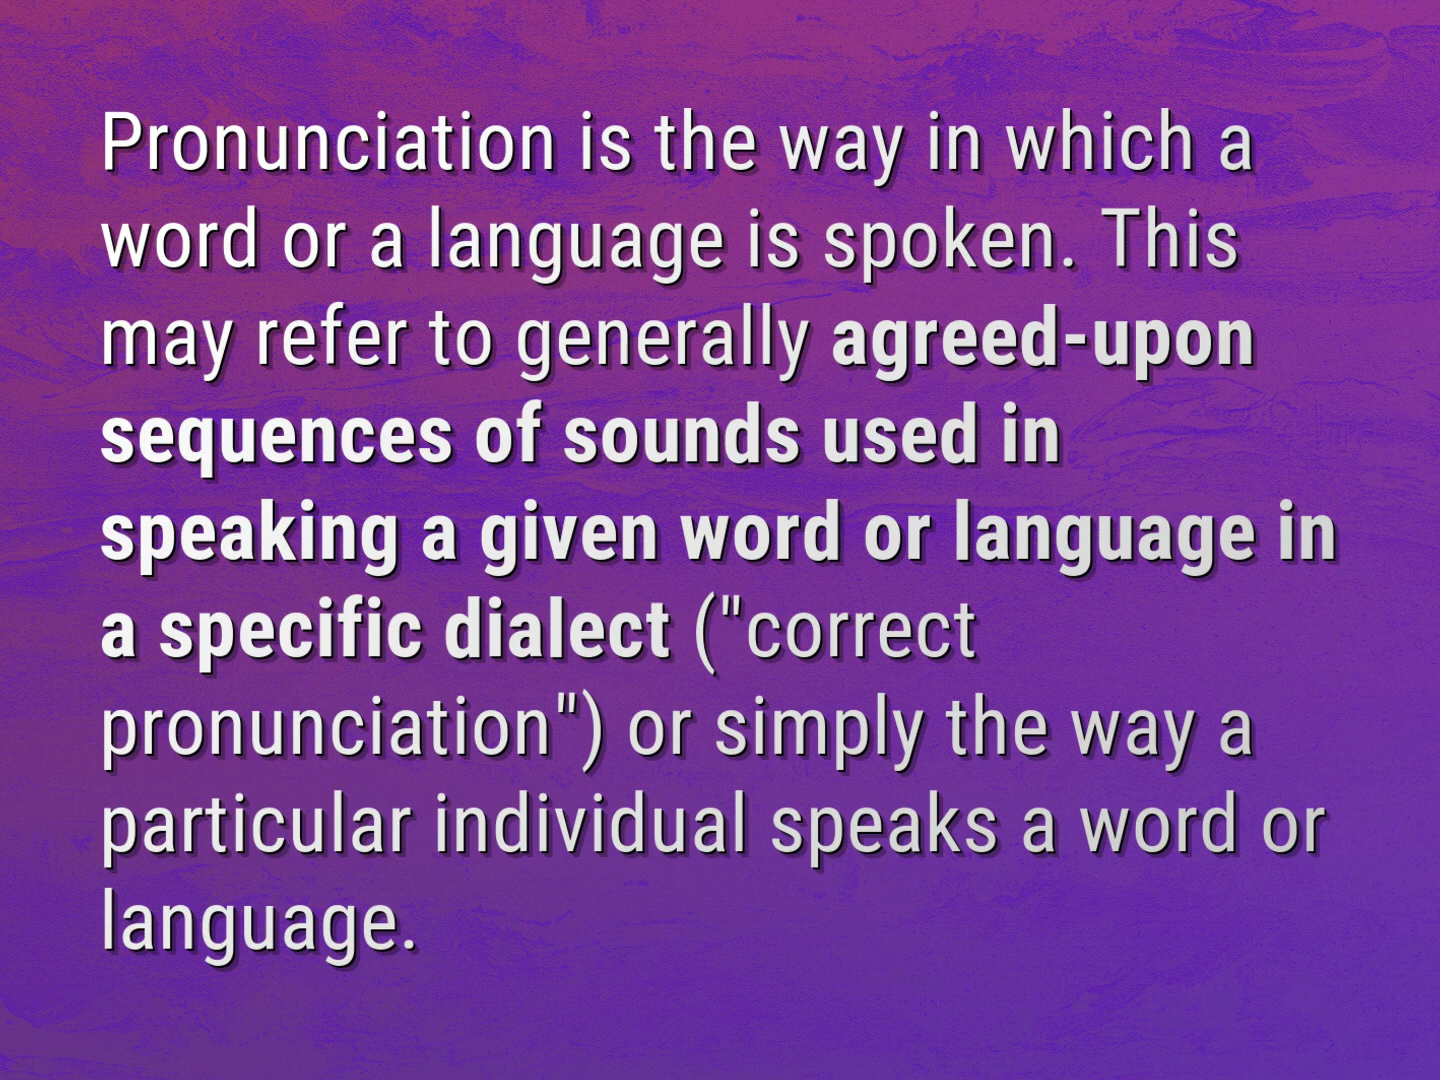 Pronunciation is the way in which a
word or a language is spoken. This
may refer to generally agreed-upon
sequences of sounds used in
speaking a given word or language in
a specific dialect ("correct
pronunciation") or simply the way a
particular individual speaks a word or
language.